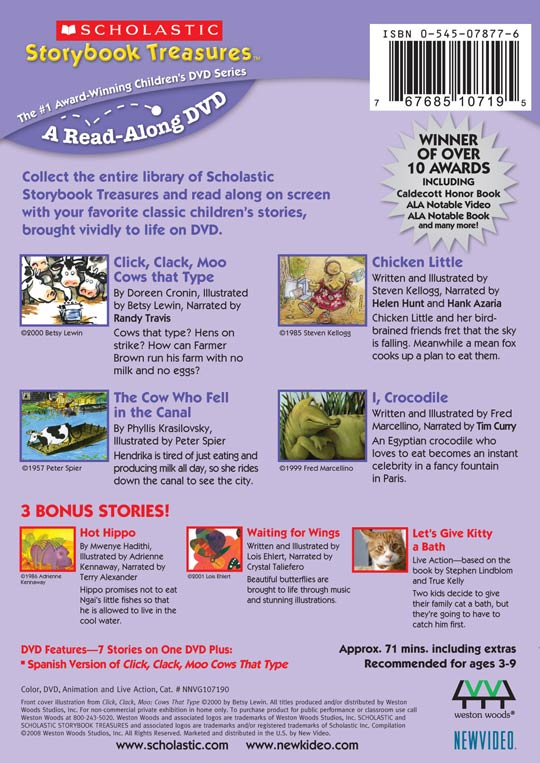 SCHOLASTIC
Storybook Treasures™
The #1 Award-Winning Children's DVD Series
A Read-Along DVD
ISBN 0-545-07877-6
7 67685 10719 5
WINNER
OF OVER
10 AWARDS
INCLUDING
Caldecott Honor Book
ALA Notable Video
ALA Notable Book
and many more!
Collect the entire library of Scholastic
Storybook Treasures and read along on screen
with your favorite classic children's stories,
brought vividly to life on DVD.
Click, Clack, Moo
Cows that Type
By Doreen Cronin, Illustrated
by Betsy Lewin, Narrated by
Randy Travis
Cows that type? Hens on
strike? How can Farmer
Brown run his farm with no
milk and no eggs?
©2000 Betsy Lewin
Chicken Little
Written and Illustrated by
Steven Kellogg, Narrated by
Helen Hunt and Hank Azaria
Chicken Little and her bird-
brained friends fret that the sky
is falling. Meanwhile a mean fox
cooks up a plan to eat them.
©1985 Steven Kellogg
The Cow Who Fell
in the Canal
By Phyllis Krasilovsky,
Illustrated by Peter Spier
Hendrika is tired of just eating and
producing milk all day, so she rides
down the canal to see the city.
©1957 Peter Spier
I, Crocodile
Written and Illustrated by Fred
Marcellino, Narrated by Tim Curry
An Egyptian crocodile who
loves to eat becomes an instant
celebrity in a fancy fountain
in Paris.
©1999 Fred Marcellino
3 BONUS STORIES!
Hot Hippo
By Mwenye Hadithi,
Illustrated by Adrienne
Kennaway, Narrated by
Terry Alexander
Hippo promises not to eat
Ngai's little fishes so that
he is allowed to live in the
cool water.
©1986 Adrienne
Kennaway
Waiting for Wings
Written and Illustrated by
Lois Ehlert, Narrated by
Crystal Taliefero
Beautiful butterflies are
brought to life through music
and stunning illustrations.
©2001 Lois Ehlert
Let's Give Kitty
a Bath
Live Action—based on the
book by Stephen Lindblom
and True Kelly
Two kids decide to give
their family cat a bath, but
they're going to have to
catch him first.
DVD Features—7 Stories on One DVD Plus:
* Spanish Version of Click, Clack, Moo Cows That Type
Approx. 71 mins. including extras
Recommended for ages 3-9
Color, DVD, Animation and Live Action, Cat. # NNVG107190
Front cover illustration from Click, Clack, Moo: Cows That Type ©2000 by Betsy Lewin. All titles produced and/or distributed by Weston
Woods Studios, Inc. For non-commercial private exhibition in home only. To purchase product for public performance or classroom use call
Weston Woods at 800-243-5020. Weston Woods and associated logos are trademarks of Weston Woods Studios, Inc. SCHOLASTIC and
SCHOLASTIC STORYBOOK TREASURES and associated logos are trademarks and/or registered trademarks of Scholastic Inc. Compilation
©2008 Weston Woods Studios, Inc. All Rights Reserved. Marketed and distributed in the U.S. by New Video.
www.scholastic.com www.newkideo.com
weston woods®
NEWVIDEO.